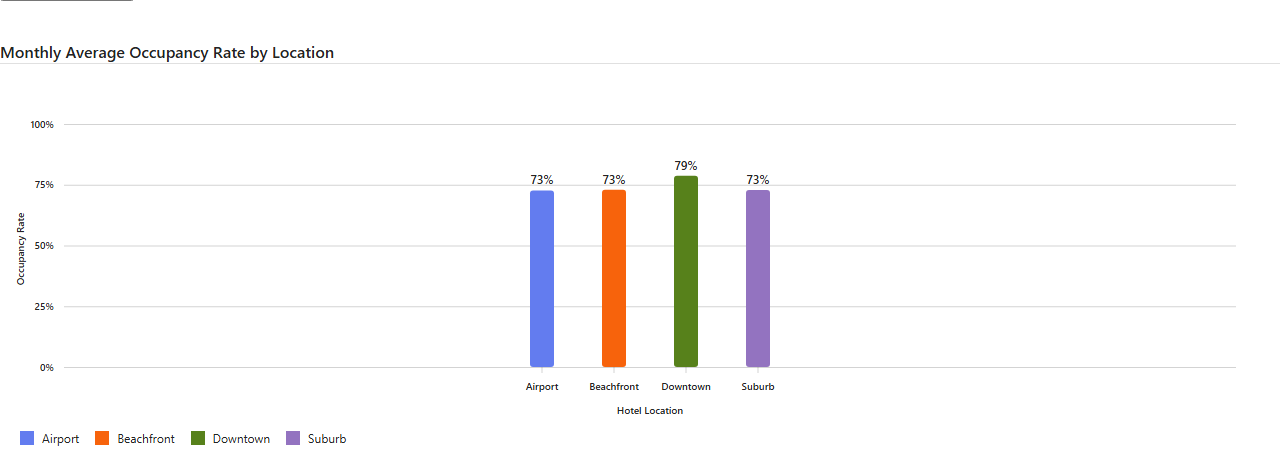 Monthly Average Occupancy Rate by Location
100%
75%
50%
25%
0%
Occupancy Rate
73%
73%
79%
73%
Airport
Beachfront
Downtown
Suburb
Hotel Location
Airport
Beachfront
Downtown
Suburb